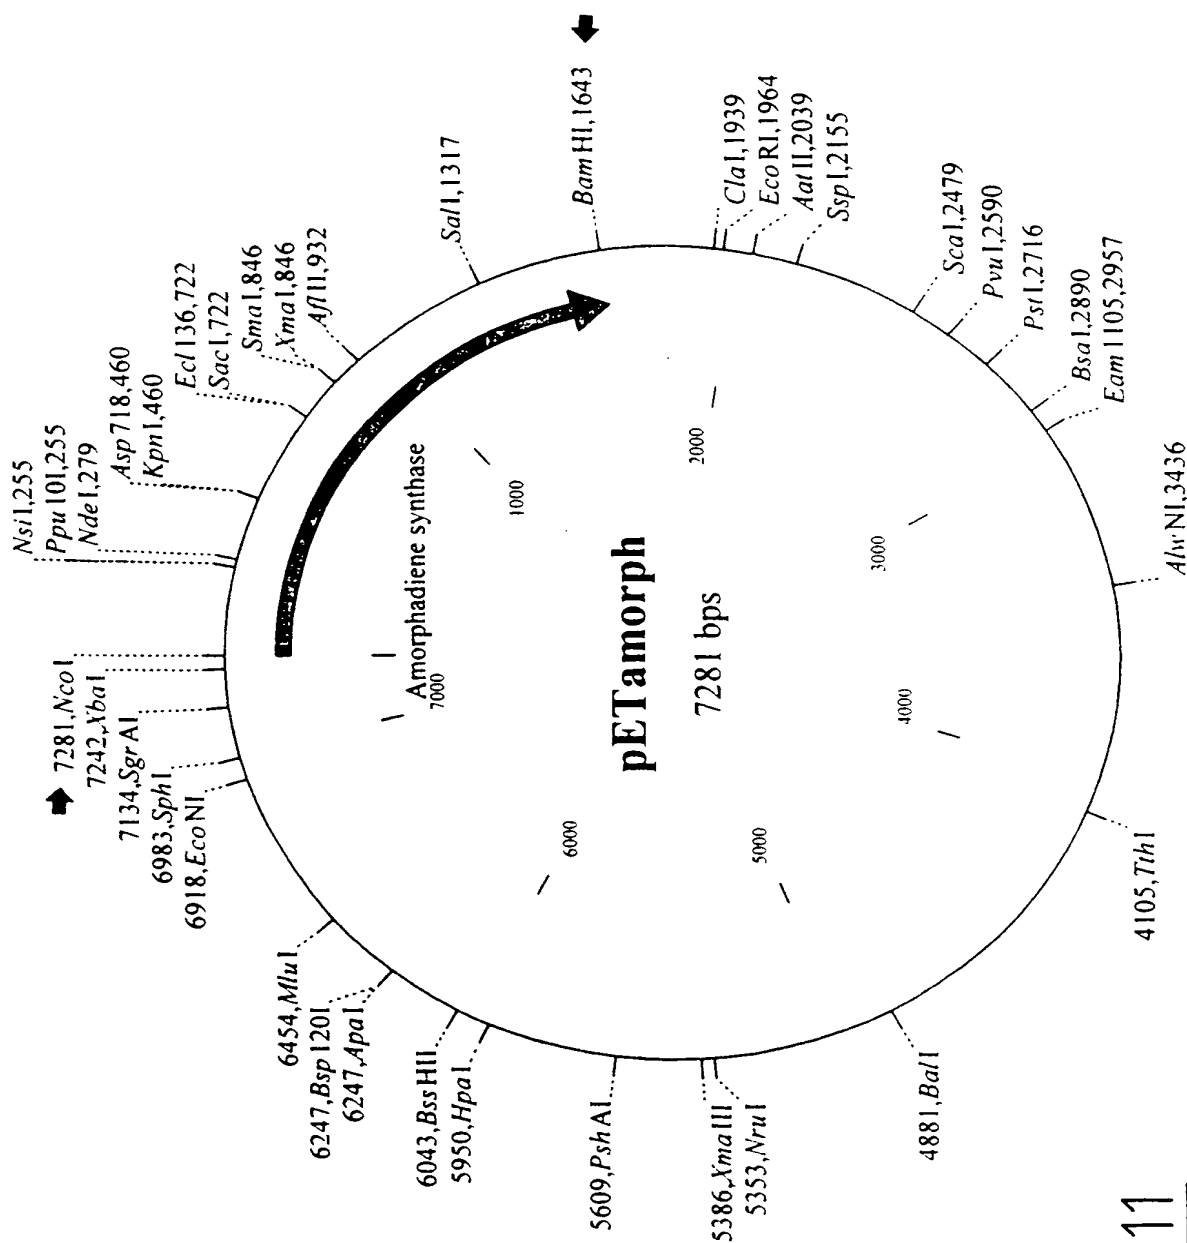 7281,NcoI
7242,XbaI
7134,SgrAI
6983,SphI
6918,EcoNI
6454,MluI
6247,Bsp120I
6247,ApaI
6043,BssHII
5950,HpaI
5609,PshAI
5386,XmaIII
5353,NruI
4881,BalI
4105,TthI
NsiI,255
Ppu10I,255
NdeI,279
Asp718,460
KpnI,460
Ecl136,722
SacI,722
SmaI,846
XmaI,846
AflII,932
SalI,1317
BamHI,1643
ClaI,1939
EcoRI,1964
AatII,2039
SspI,2155
ScaI,2479
PvuI,2590
PstI,2716
BsaI,2890
Eam1105,2957
AlwNI,3436
Amorphadiene synthase
7000
1000
6000
2000
pETamorph
7281 bps
5000
3000
4000
11